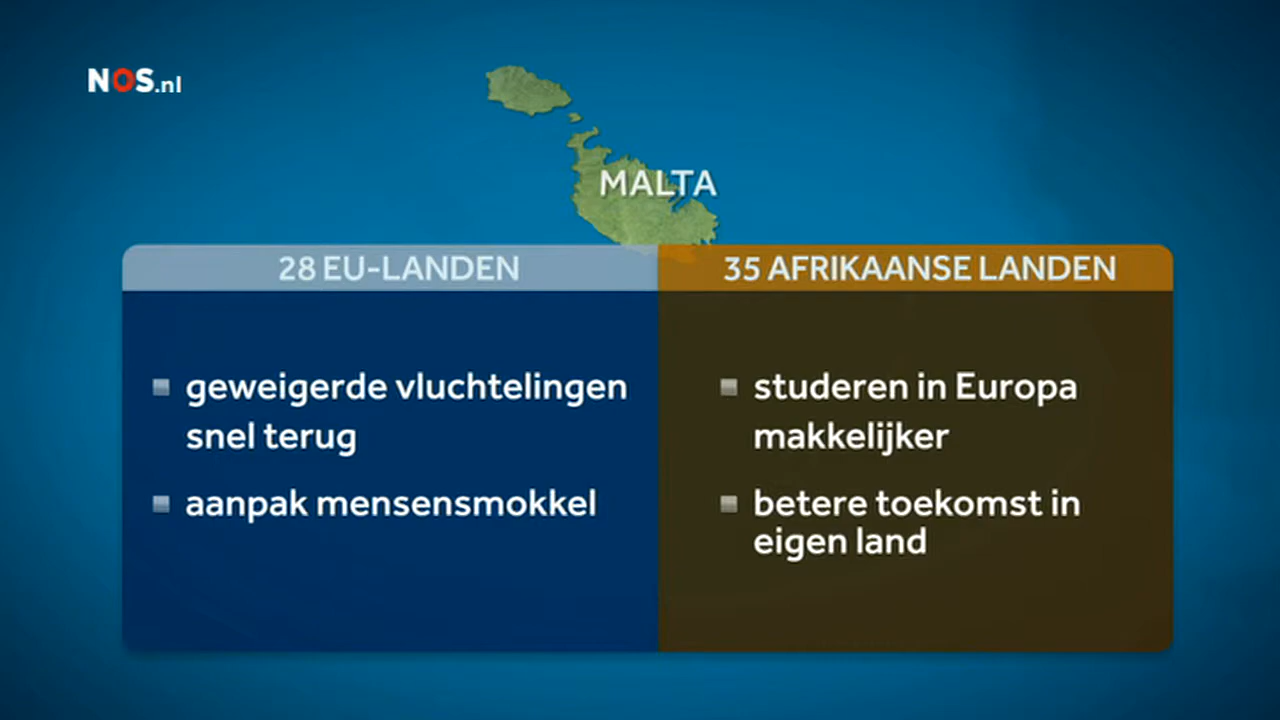 NOS.nl
MALTA
28 EU-LANDEN
geweigerde vluchtelingen
snel terug
aanpak mensensmokkel
35 AFRIKAANSE LANDEN
studeren in Europa
makkelijker
betere toekomst in
eigen land